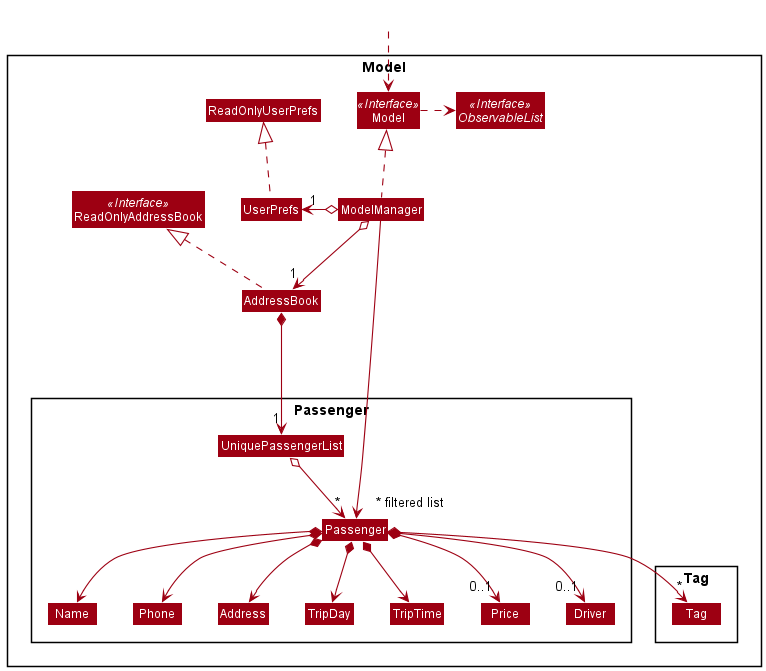 Model
«Interface»
Model
«Interface»
ObservableList
ReadOnlyUserPrefs
«Interface»
ReadOnlyAddressBook
UserPrefs
1
ModelManager
1
AddressBook
Passenger
1
UniquePassengerList
*
* filtered list
Passenger
0..1
0..1
*
Tag
Name
Phone
Address
TripDay
TripTime
Price
Driver
Tag